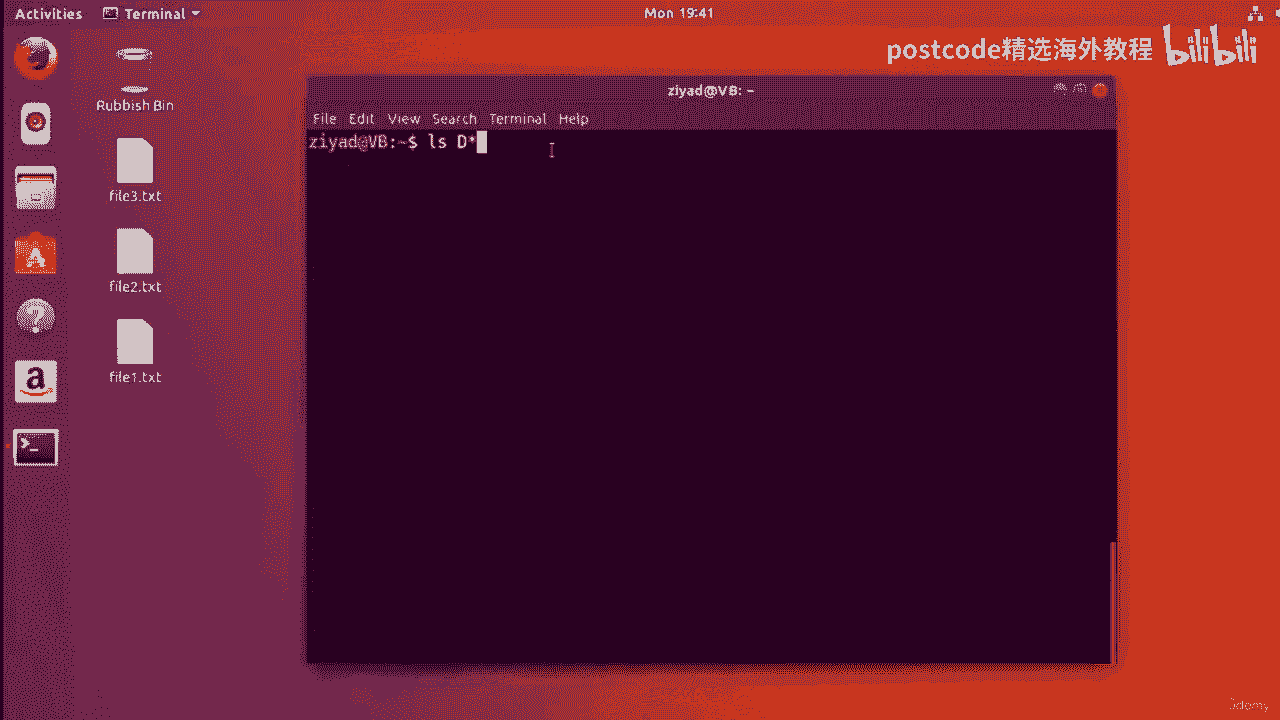 Activities
Terminal
Mon 19:41
postcode精选海外教程 bilibili
Rubbish Bin
file3.txt
file2.txt
file1.txt
a
ziyad@VB: ~
File Edit View Search Terminal Help
ziyad@VB:~$ ls D*
Udemy